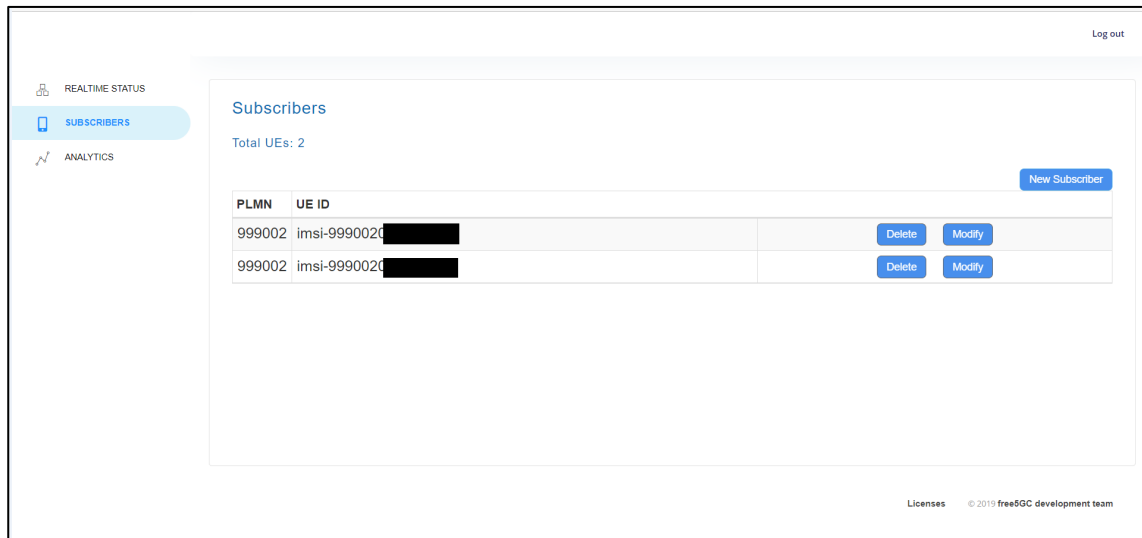 Log out
REALTIME STATUS
SUBSCRIBERS
ANALYTICS
Subscribers
Total UEs: 2
New Subscriber
PLMN UE ID
999002 imsi-9990020 Delete Modify
999002 imsi-9990020 Delete Modify
Licenses © 2019 free5GC development team